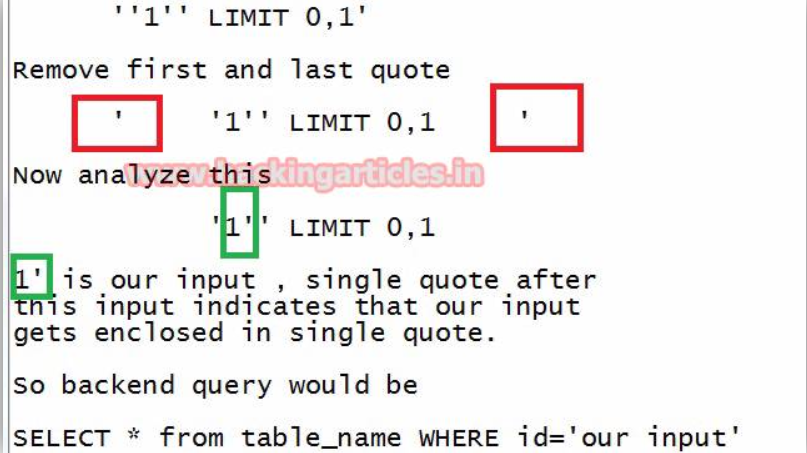 ''1'' LIMIT 0,1'
Remove first and last quote
' '1'' LIMIT 0,1 '
Now analyze this
www.hackingarticles.in
'1'' LIMIT 0,1
1' is our input , single quote after
this input indicates that our input
gets enclosed in single quote.
So backend query would be
SELECT * from table_name WHERE id='our input'